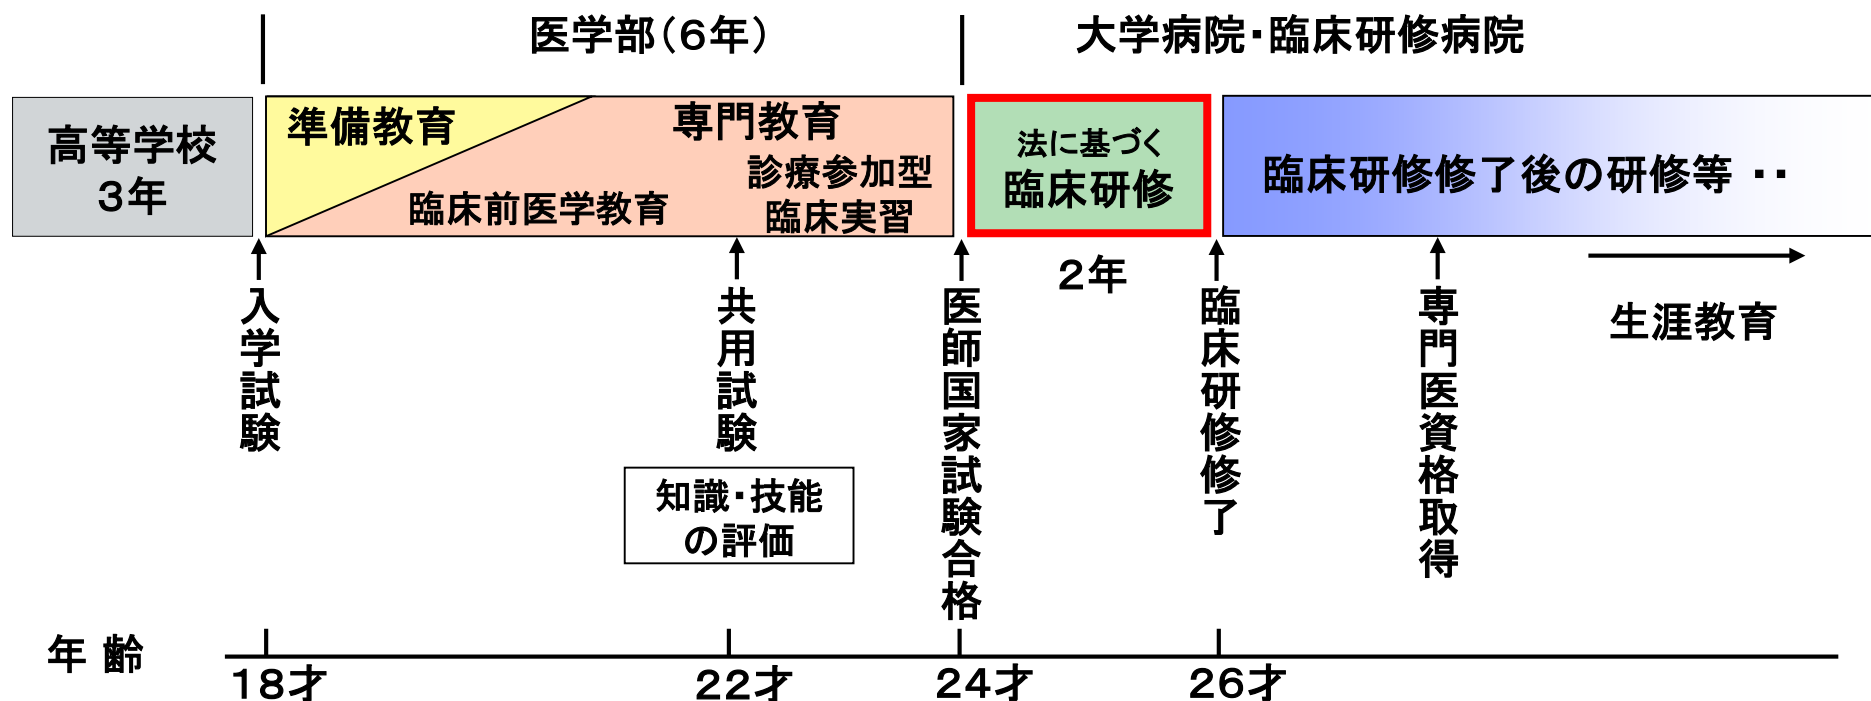 医学部(6年)
大学病院・臨床研修病院
高等学校
3年
準備教育
専門教育
臨床前医学教育
診療参加型
臨床実習
法に基づく
臨床研修
臨床研修修了後の研修等 ・・
2年
生涯教育
入学試験
共用試験
知識・技能
の評価
医師国家試験合格
臨床研修修了
専門医資格取得
年 齢
18才
22才
24才
26才